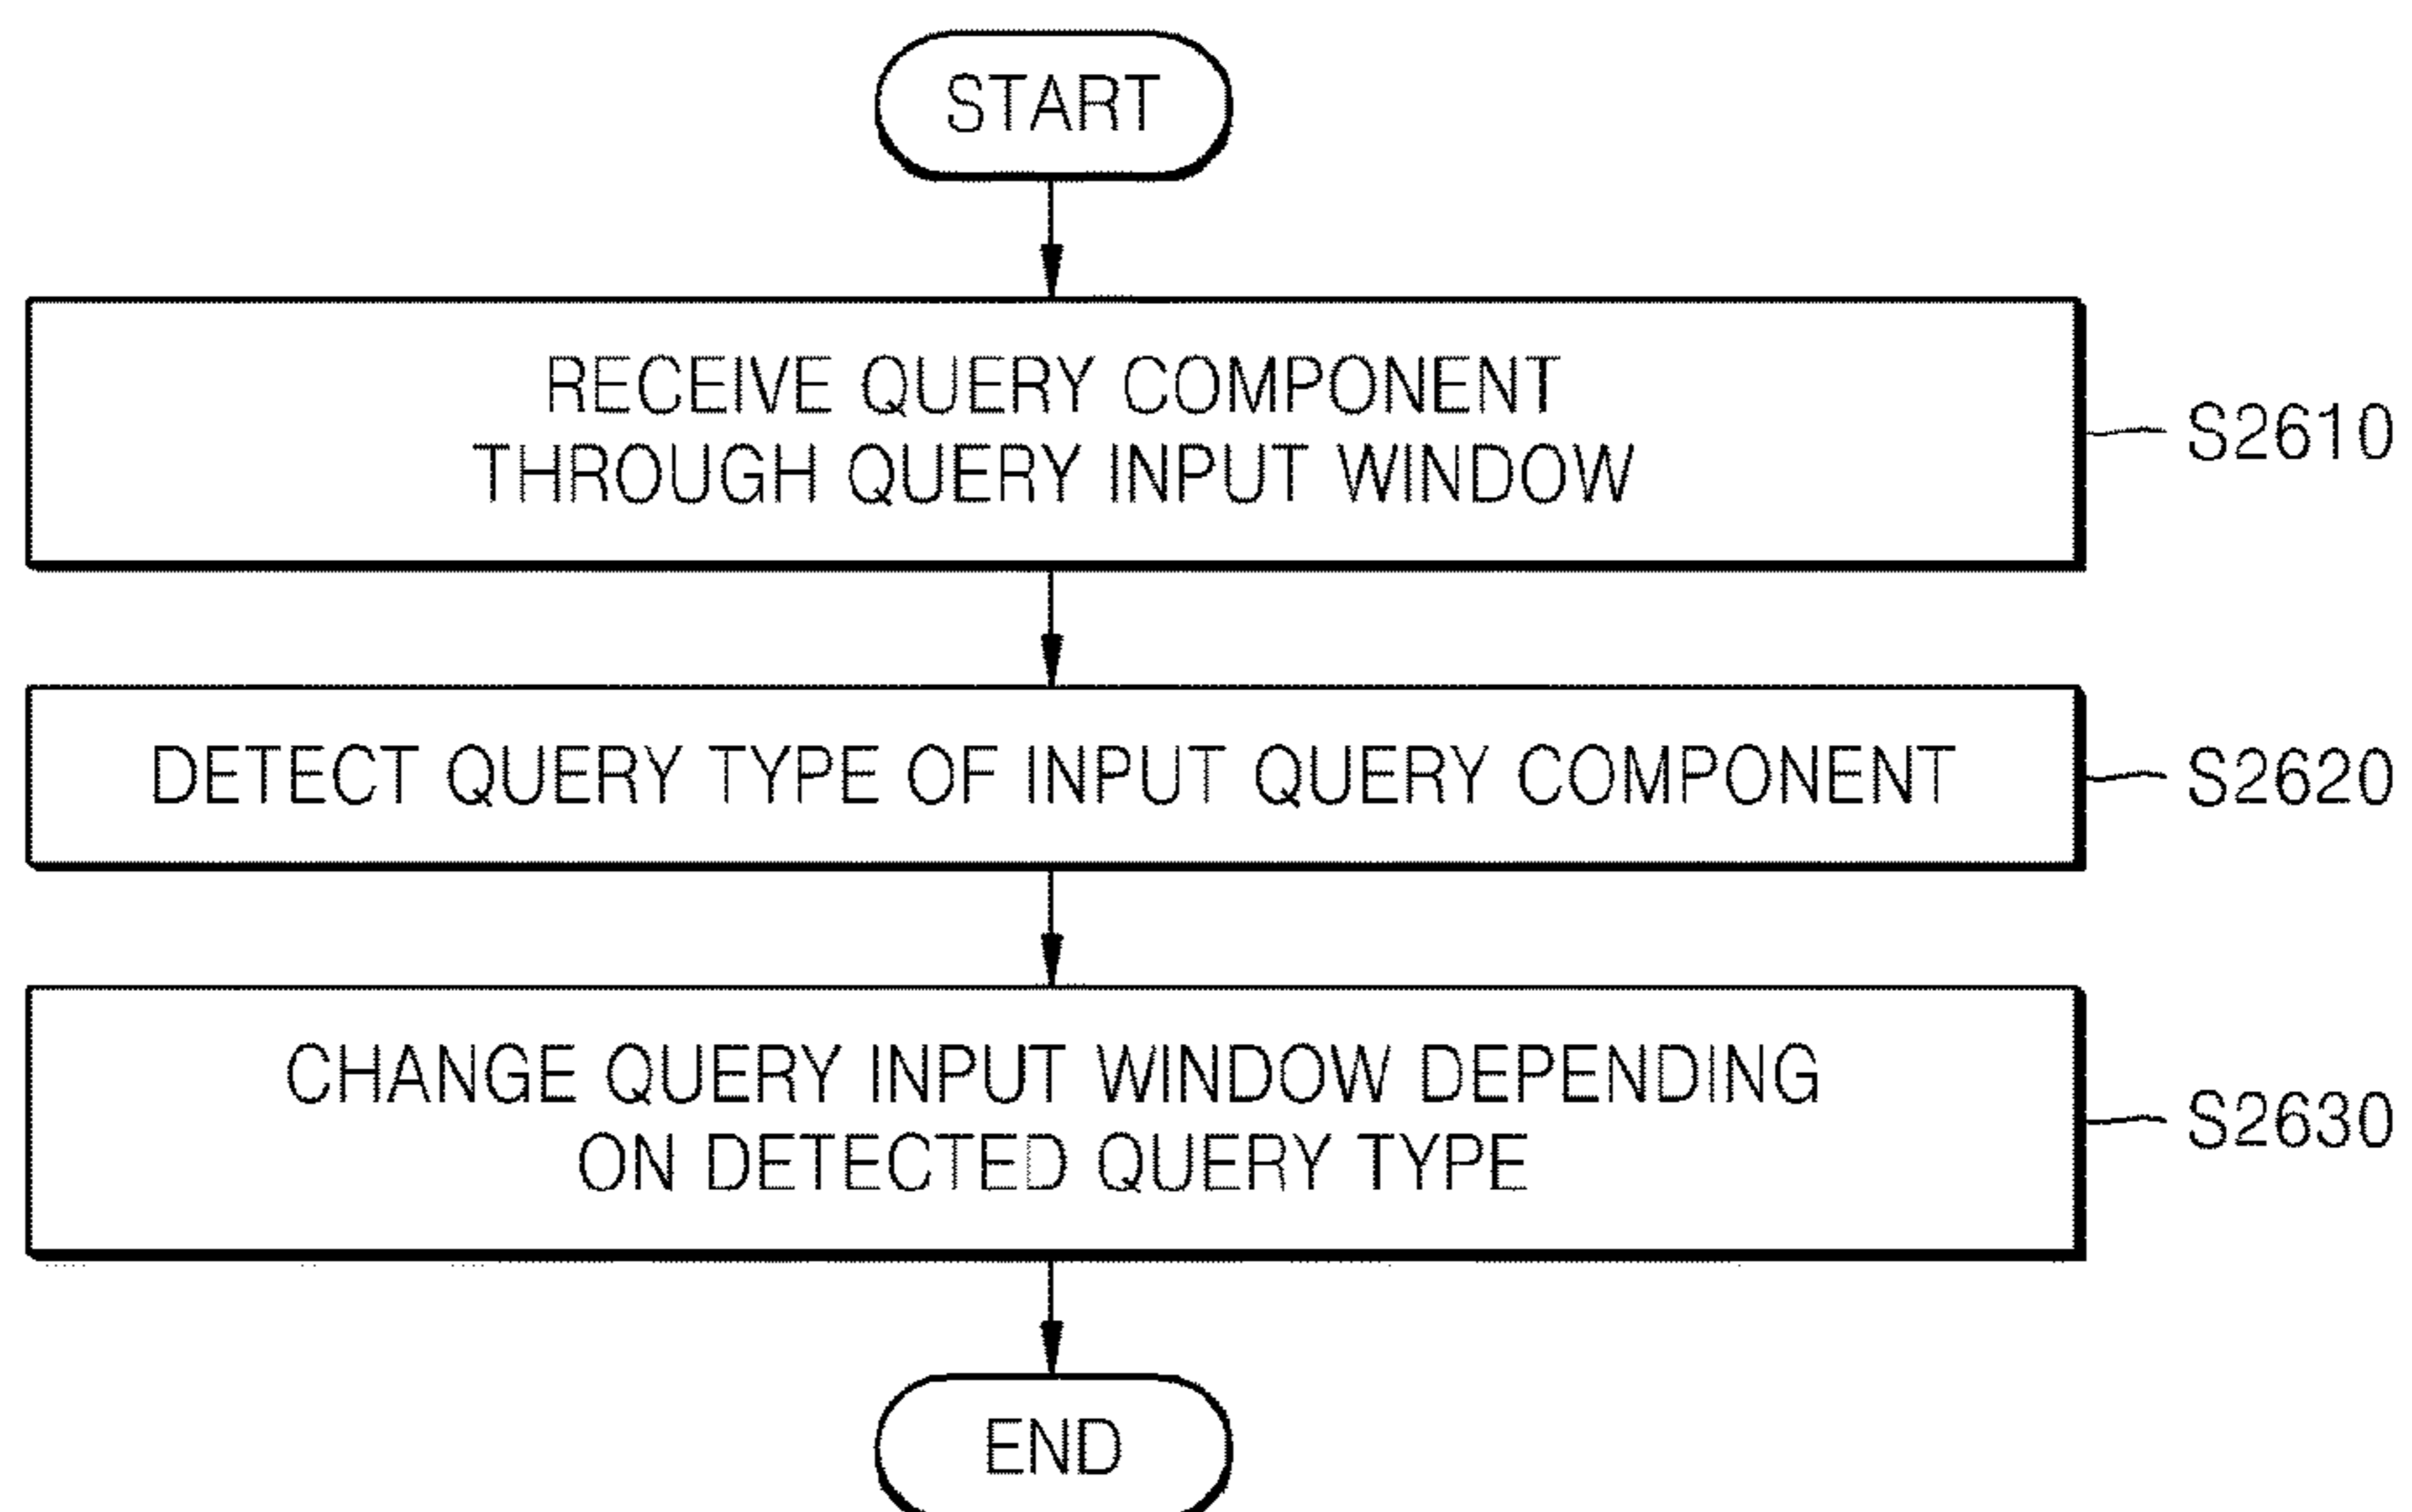 START
RECEIVE QUERY COMPONENT
THROUGH QUERY INPUT WINDOW
S2610
DETECT QUERY TYPE OF INPUT QUERY COMPONENT
S2620
CHANGE QUERY INPUT WINDOW DEPENDING
ON DETECTED QUERY TYPE
S2630
END